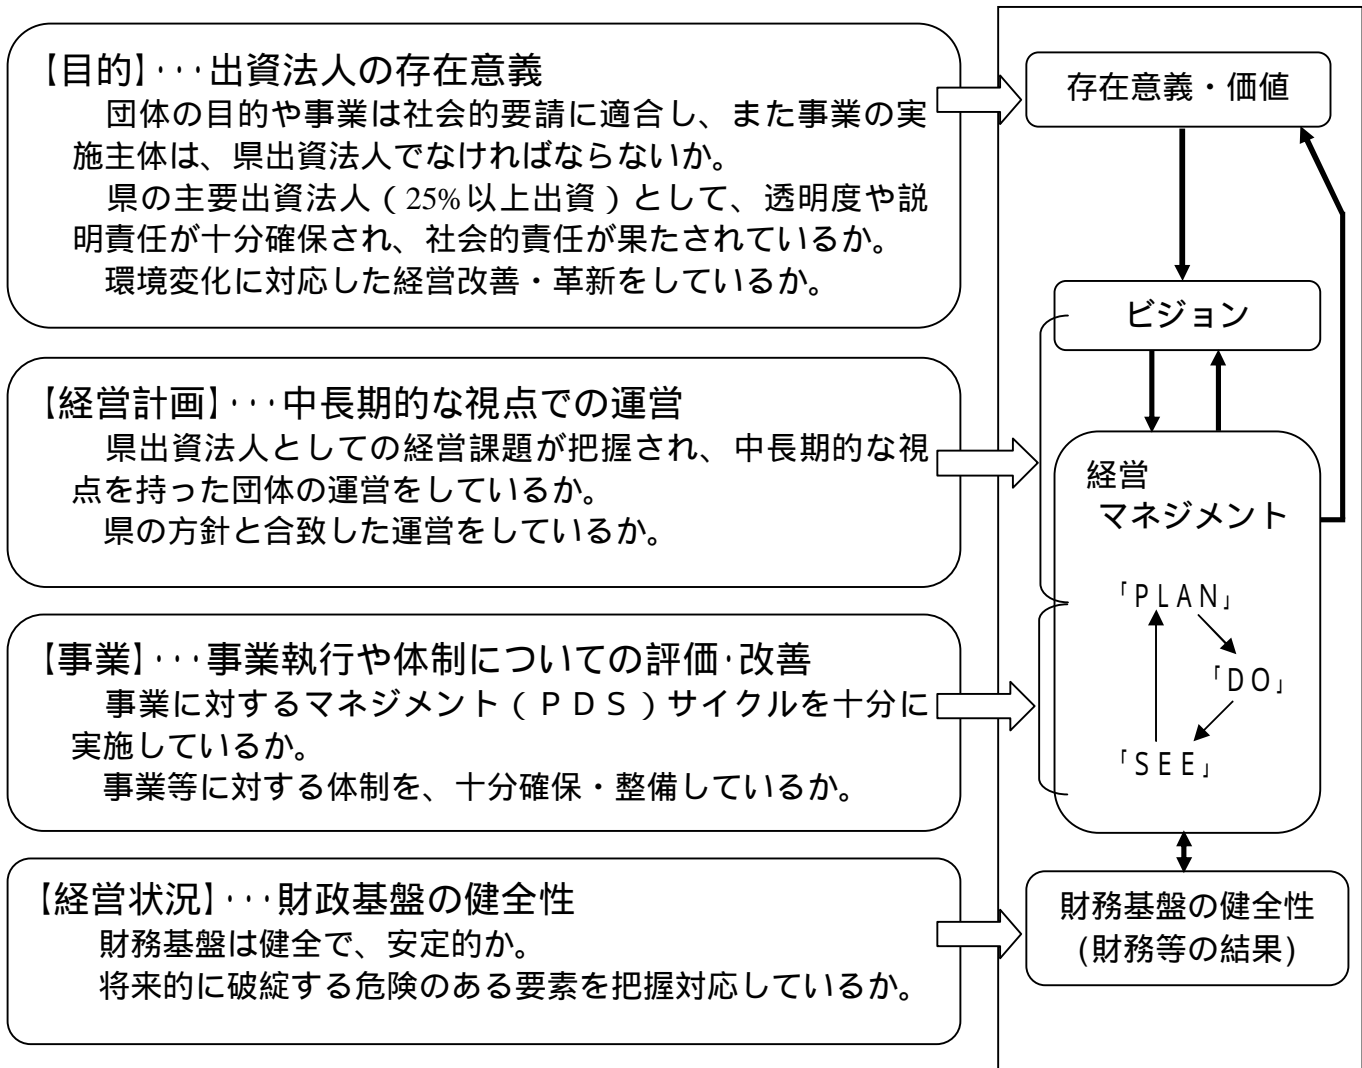 【目的】･･･出資法人の存在意義
団体の目的や事業は社会的要請に適合し、また事業の実
施主体は、県出資法人でなければならないか。
県の主要出資法人（25%以上出資）として、透明度や説
明責任が十分確保され、社会的責任が果たされているか。
環境変化に対応した経営改善・革新をしているか。
【経営計画】･･･中長期的な視点での運営
県出資法人としての経営課題が把握され、中長期的な視
点を持った団体の運営をしているか。
県の方針と合致した運営をしているか。
【事業】･･･事業執行や体制についての評価･改善
事業に対するマネジメント（ＰＤＳ）サイクルを十分に
実施しているか。
事業等に対する体制を、十分確保・整備しているか。
【経営状況】･･･財政基盤の健全性
財務基盤は健全で、安定的か。
将来的に破綻する危険のある要素を把握対応しているか。
存在意義・価値
ビジョン
経営
マネジメント
「ＰＬＡＮ」
「ＤＯ」
「ＳＥＥ」
財務基盤の健全性
(財務等の結果)